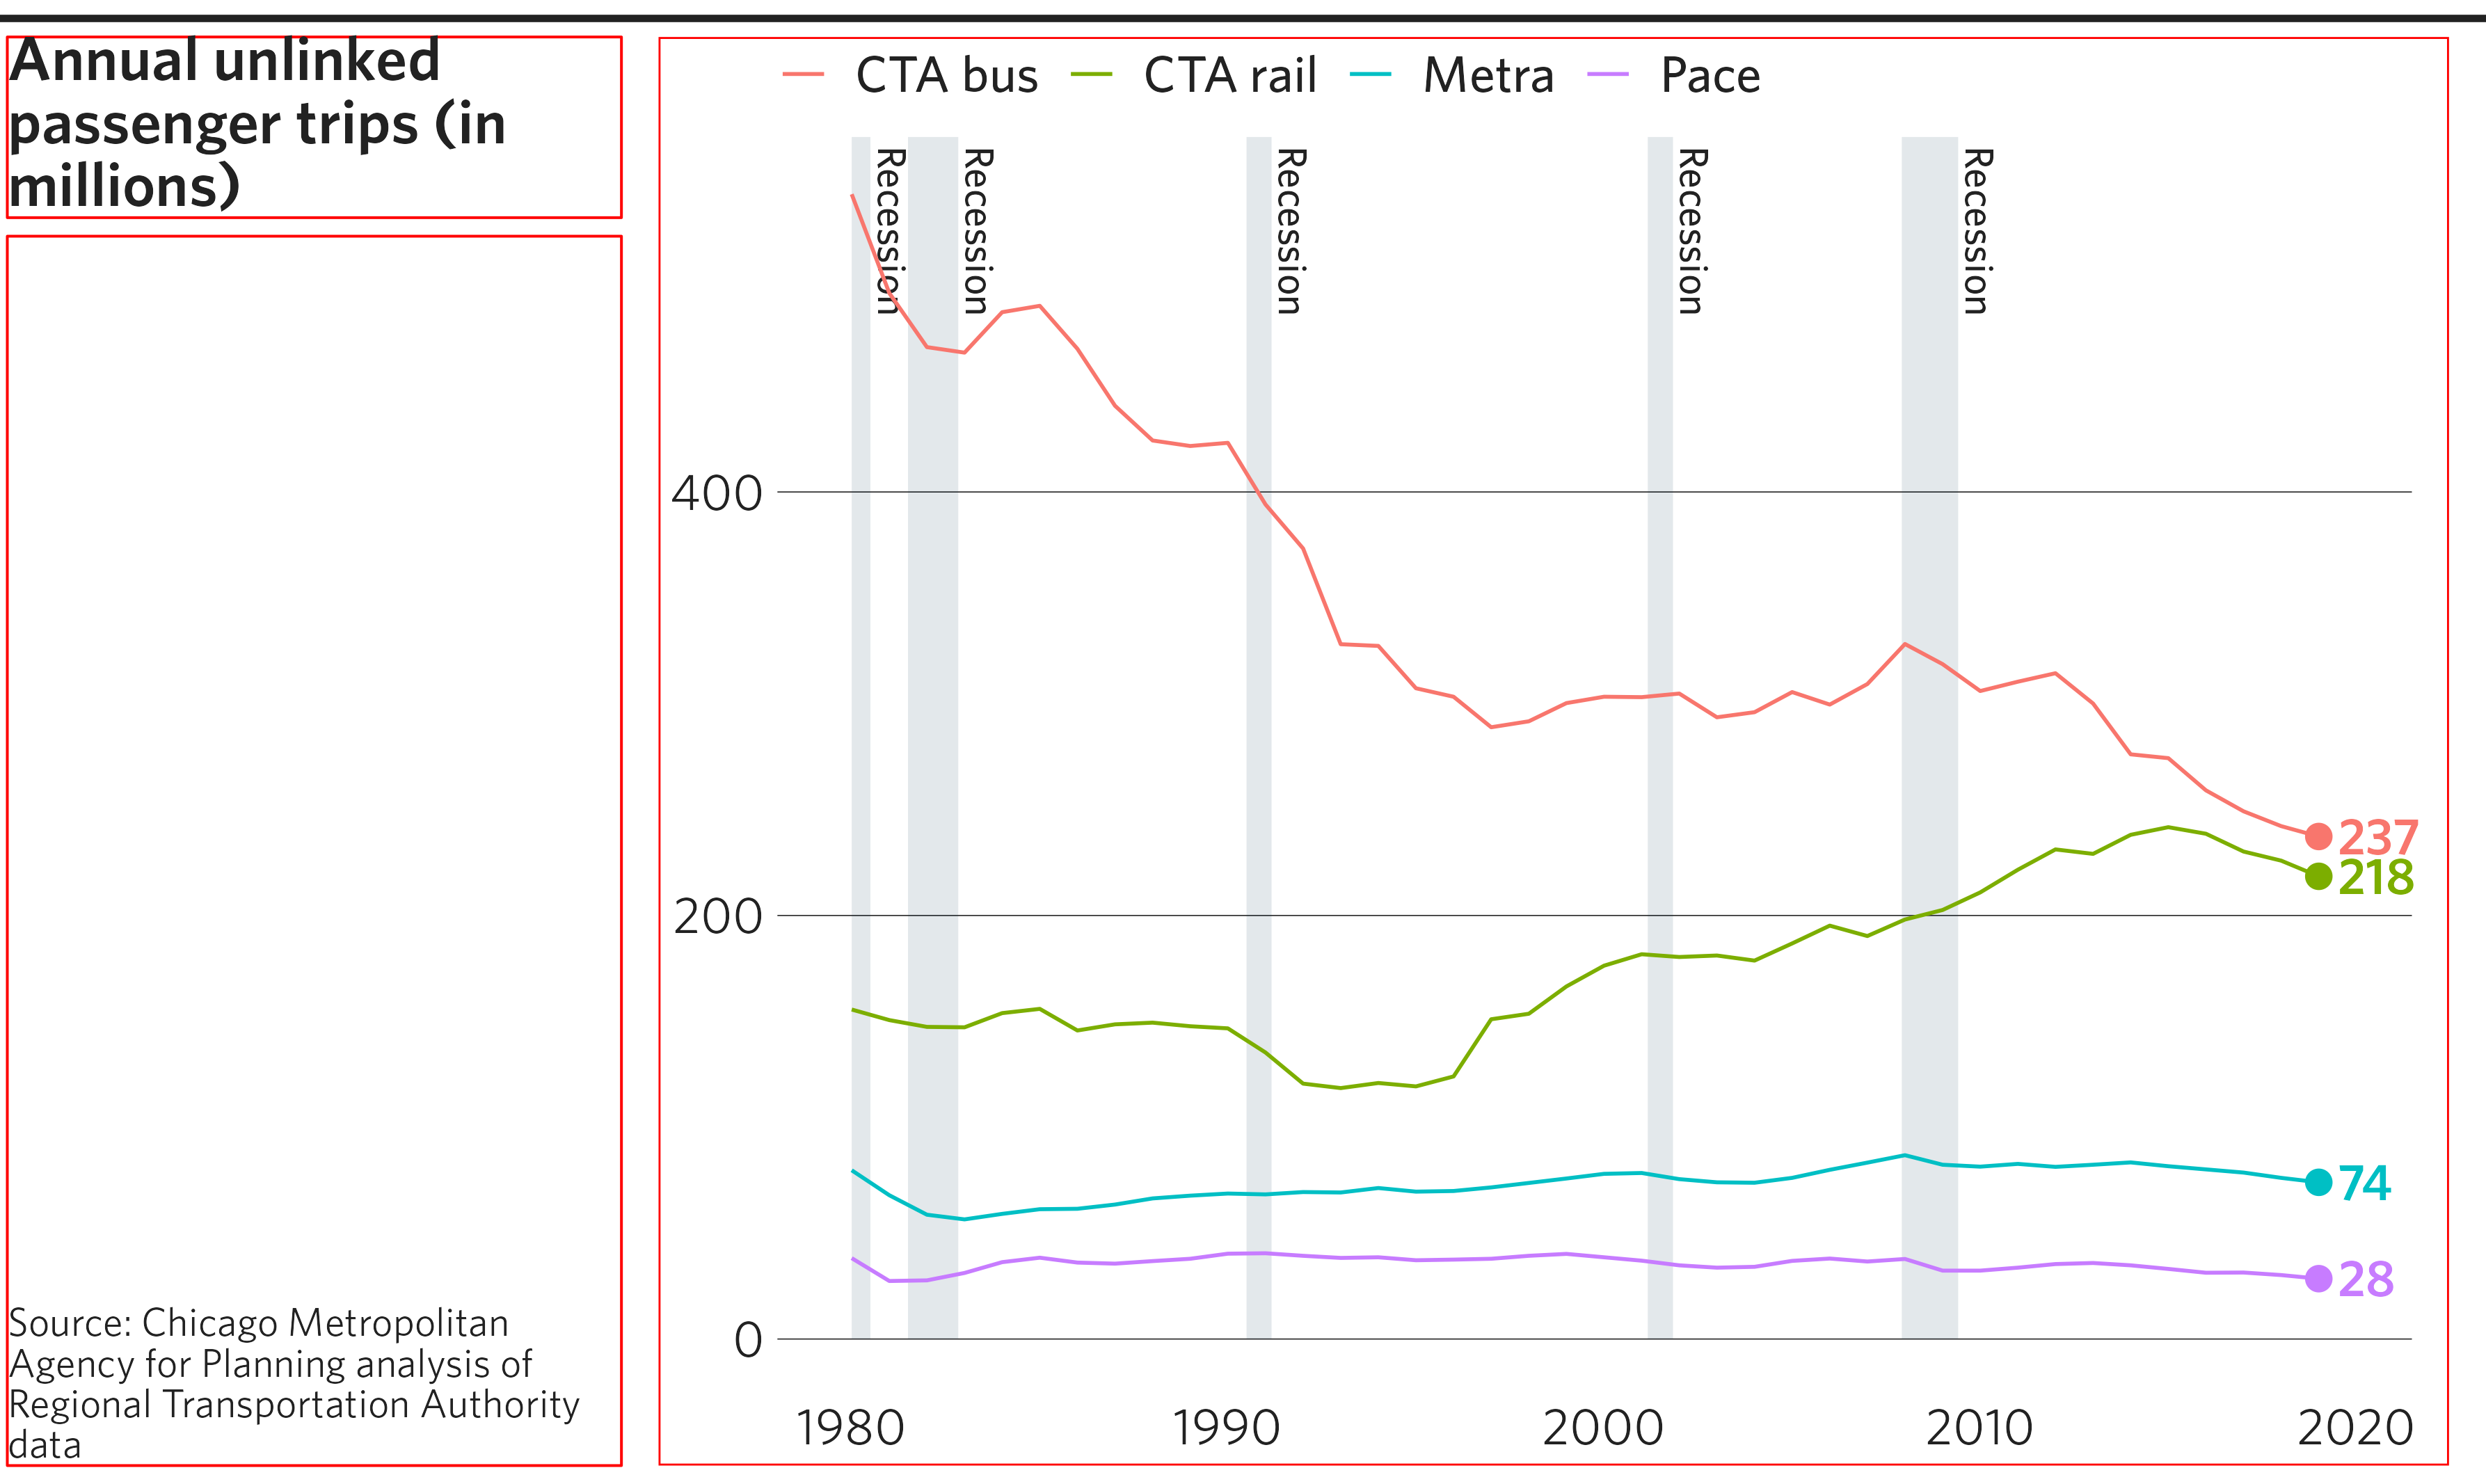 Annual unlinked
passenger trips (in
millions)
CTA bus CTA rail Metra Pace
Recession
Recession
Recession
Recession
Recession
400
200
0
237
218
74
28
1980 1990 2000 2010 2020
Source: Chicago Metropolitan
Agency for Planning analysis of
Regional Transportation Authority
data